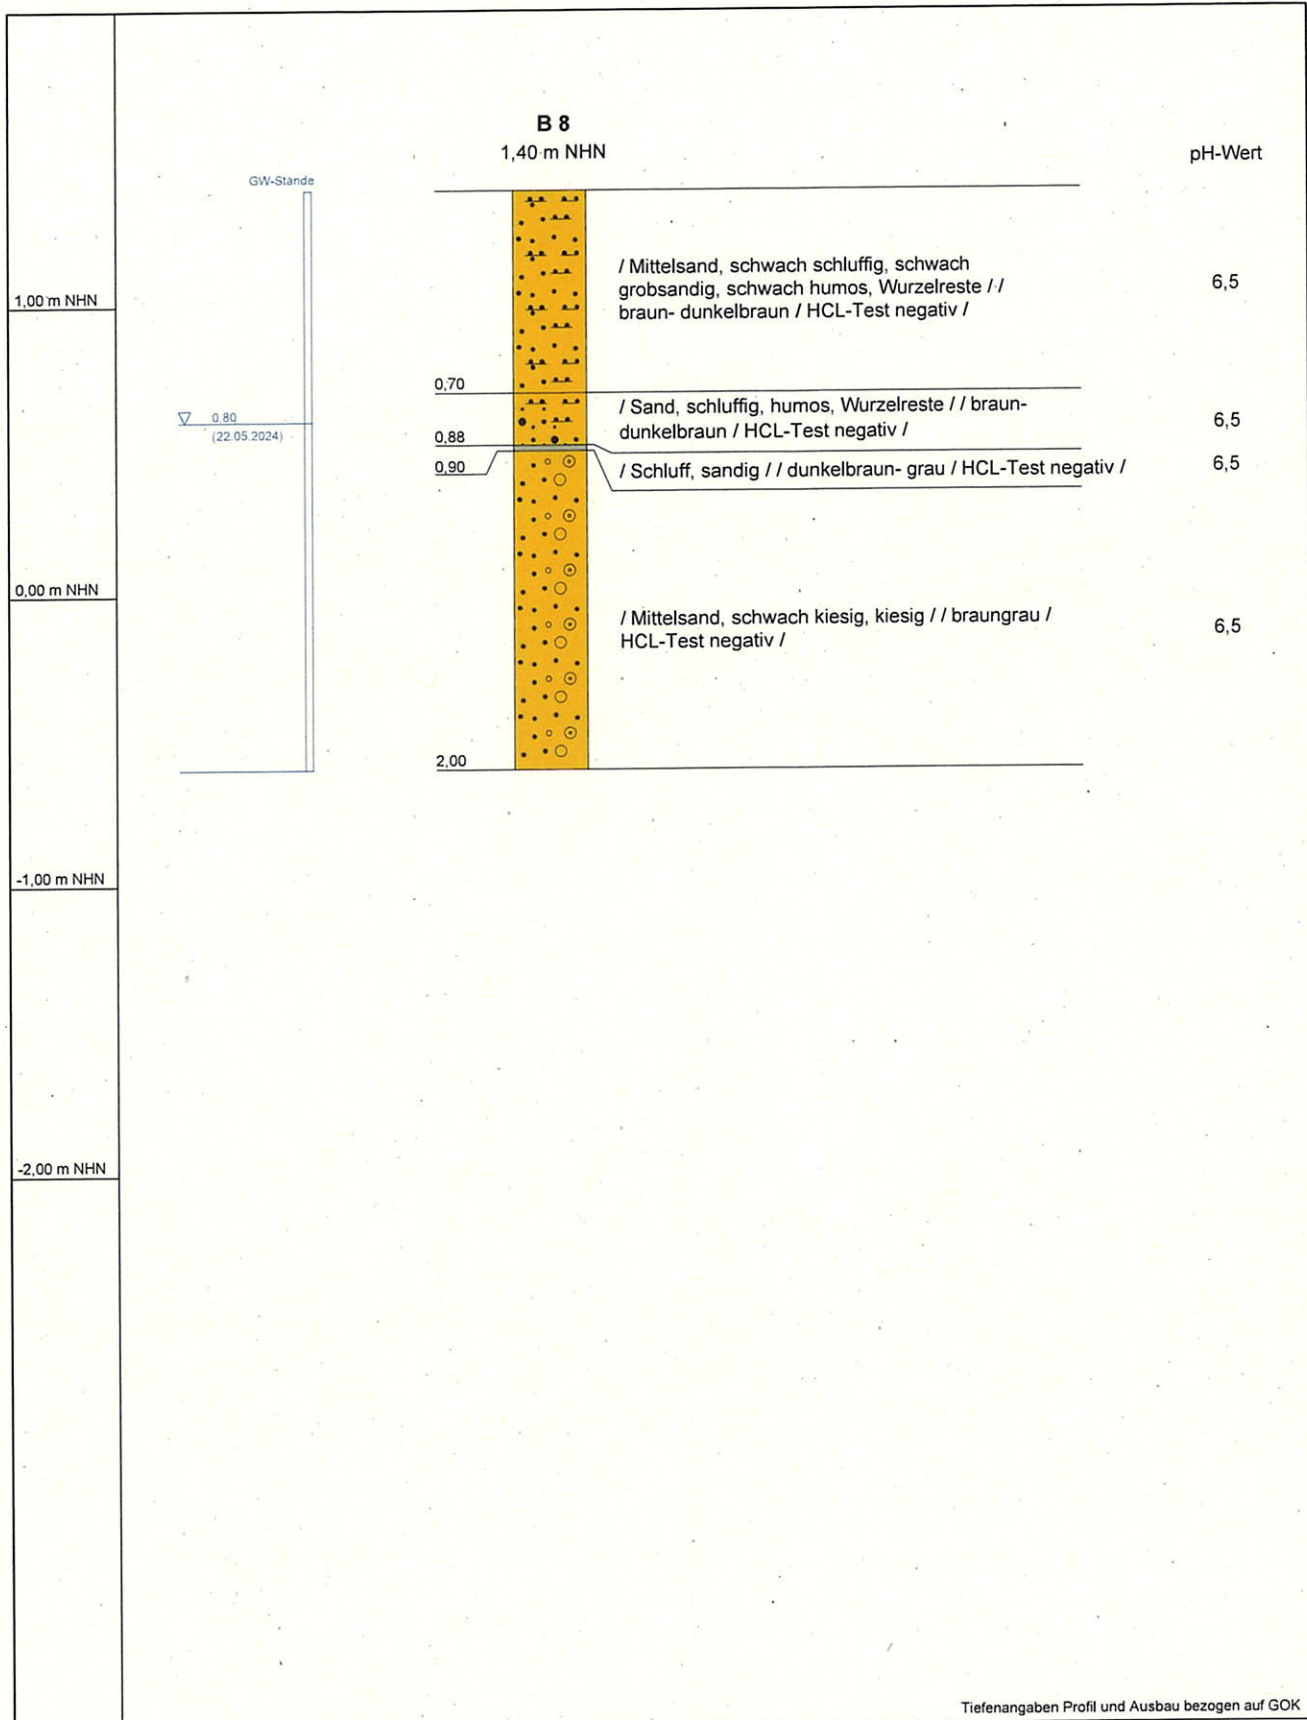 B 8
1,40 m NHN
pH-Wert
GW-Stände
/ Mittelsand, schwach schluffig, schwach
grobsandig, schwach humos, Wurzelreste / /
braun- dunkelbraun / HCL-Test negativ /
6,5
1,00 m NHN
0,70
/ Sand, schluffig, humos, Wurzelreste / / braun-
dunkelbraun / HCL-Test negativ /
6,5
0,80
(22.05.2024)
0,88
0,90
/ Schluff, sandig / / dunkelbraun- grau / HCL-Test negativ /
6,5
0,00 m NHN
/ Mittelsand, schwach kiesig, kiesig / / braungrau /
HCL-Test negativ /
6,5
2,00
-1,00 m NHN
-2,00 m NHN
Tiefenangaben Profil und Ausbau bezogen auf GOK